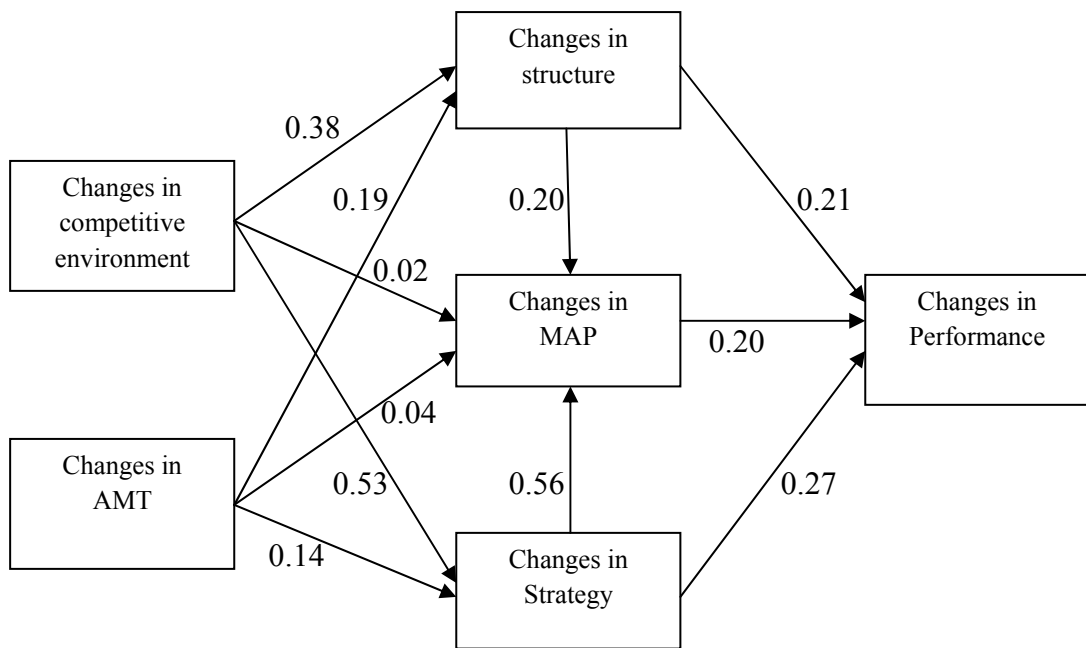 Changes in
structure
0.38
Changes in
competitive
environment
0.19
0.20
0.21
0.02
Changes in
MAP
0.20
Changes in
Performance
0.04
Changes in
AMT
0.53
0.56
0.27
0.14
Changes in
Strategy